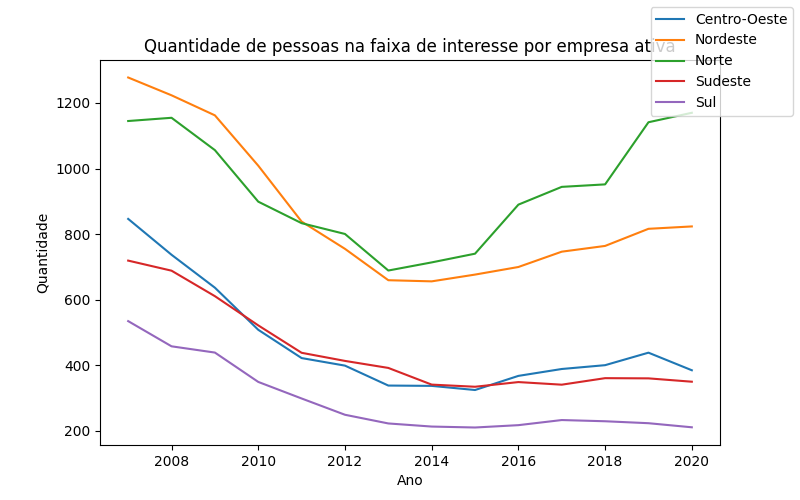 Quantidade de pessoas na faixa de interesse por empresa ativa
Centro-Oeste
Nordeste
Norte
Sudeste
Sul
Quantidade
1200
1000
800
600
400
200
2008 2010 2012 2014 2016 2018 2020
Ano